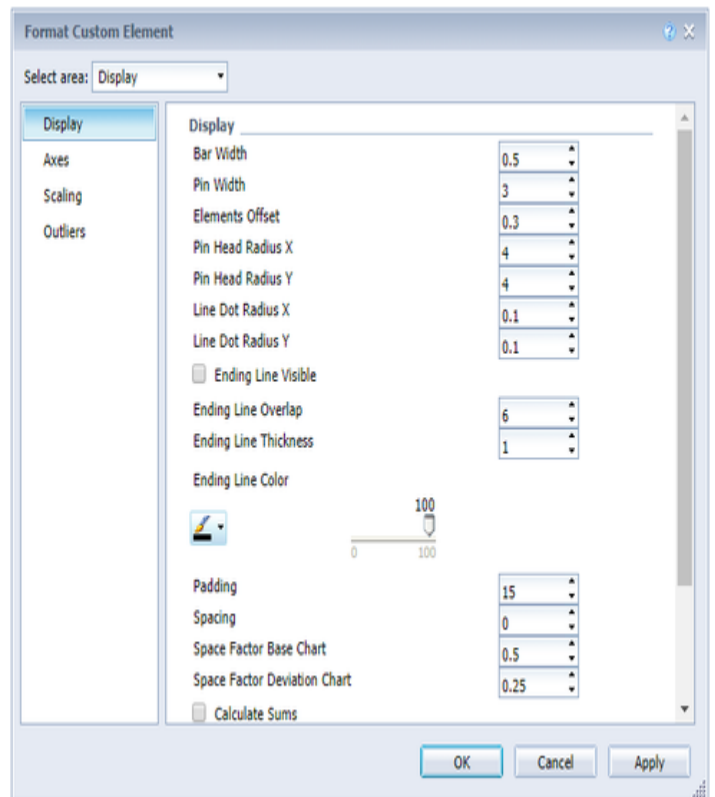 Format Custom Element
Select area: Display
Display
Axes
Scaling
Outliers
Display
Bar Width 0.5
Pin Width 3
Elements Offset 0.3
Pin Head Radius X 4
Pin Head Radius Y 4
Line Dot Radius X 0.1
Line Dot Radius Y 0.1
Ending Line Visible
Ending Line Overlap 6
Ending Line Thickness 1
Ending Line Color
100
0 100
Padding 15
Spacing 0
Space Factor Base Chart 0.5
Space Factor Deviation Chart 0.25
Calculate Sums
OK Cancel Apply